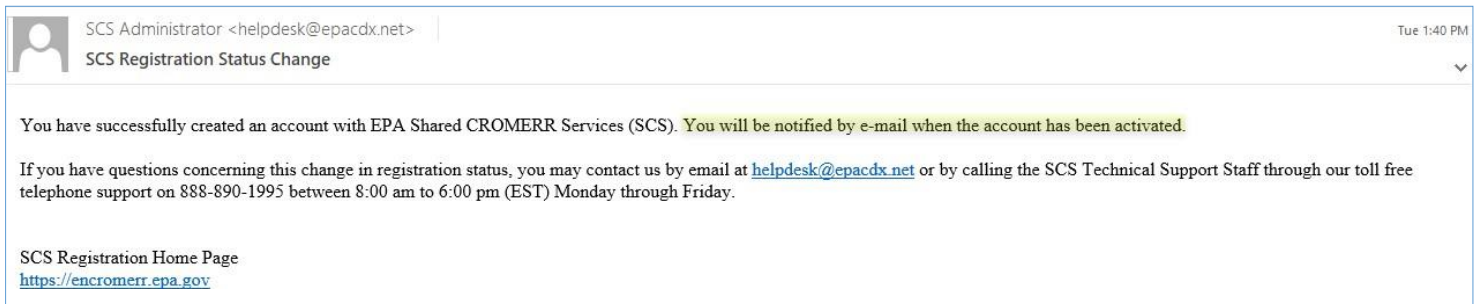 SCS Administrator <helpdesk@epacdx.net>
Tue 1:40 PM
SCS Registration Status Change
You have successfully created an account with EPA Shared CROMERR Services (SCS). You will be notified by e-mail when the account has been activated.
If you have questions concerning this change in registration status, you may contact us by email at helpdesk@epacdx.net or by calling the SCS Technical Support Staff through our toll free
telephone support on 888-890-1995 between 8:00 am to 6:00 pm (EST) Monday through Friday.
SCS Registration Home Page
https://encromerr.epa.gov